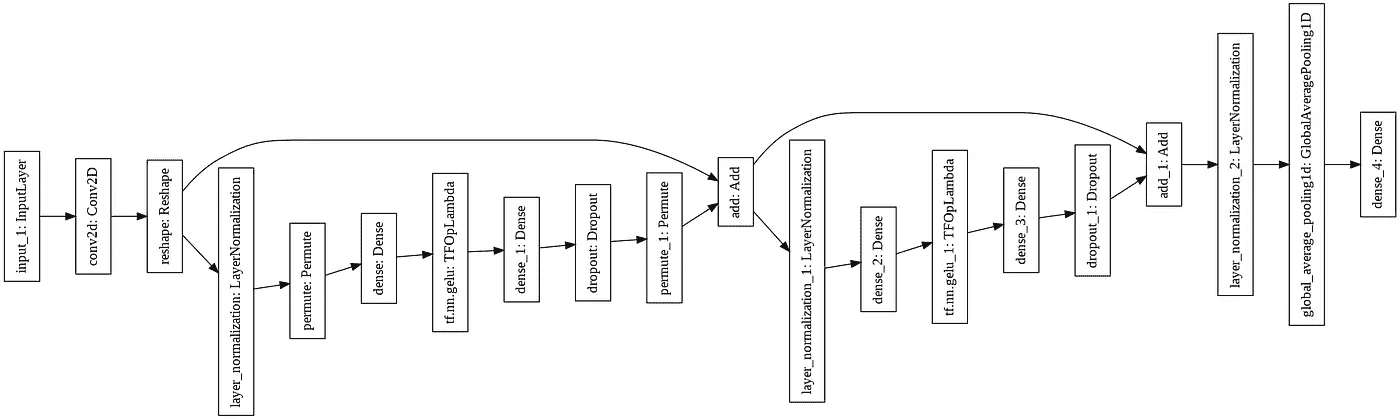 input_1: InputLayer
conv2d: Conv2D
reshape: Reshape
layer_normalization: LayerNormalization
permute: Permute
dense: Dense
tf.nn.gelu: TFOpLambda
dense_1: Dense
dropout: Dropout
permute_1: Permute
add: Add
layer_normalization_1: LayerNormalization
dense_2: Dense
tf.nn.gelu_1: TFOpLambda
dense_3: Dense
dropout_1: Dropout
add_1: Add
layer_normalization_2: LayerNormalization
global_average_pooling1d: GlobalAveragePooling1D
dense_4: Dense